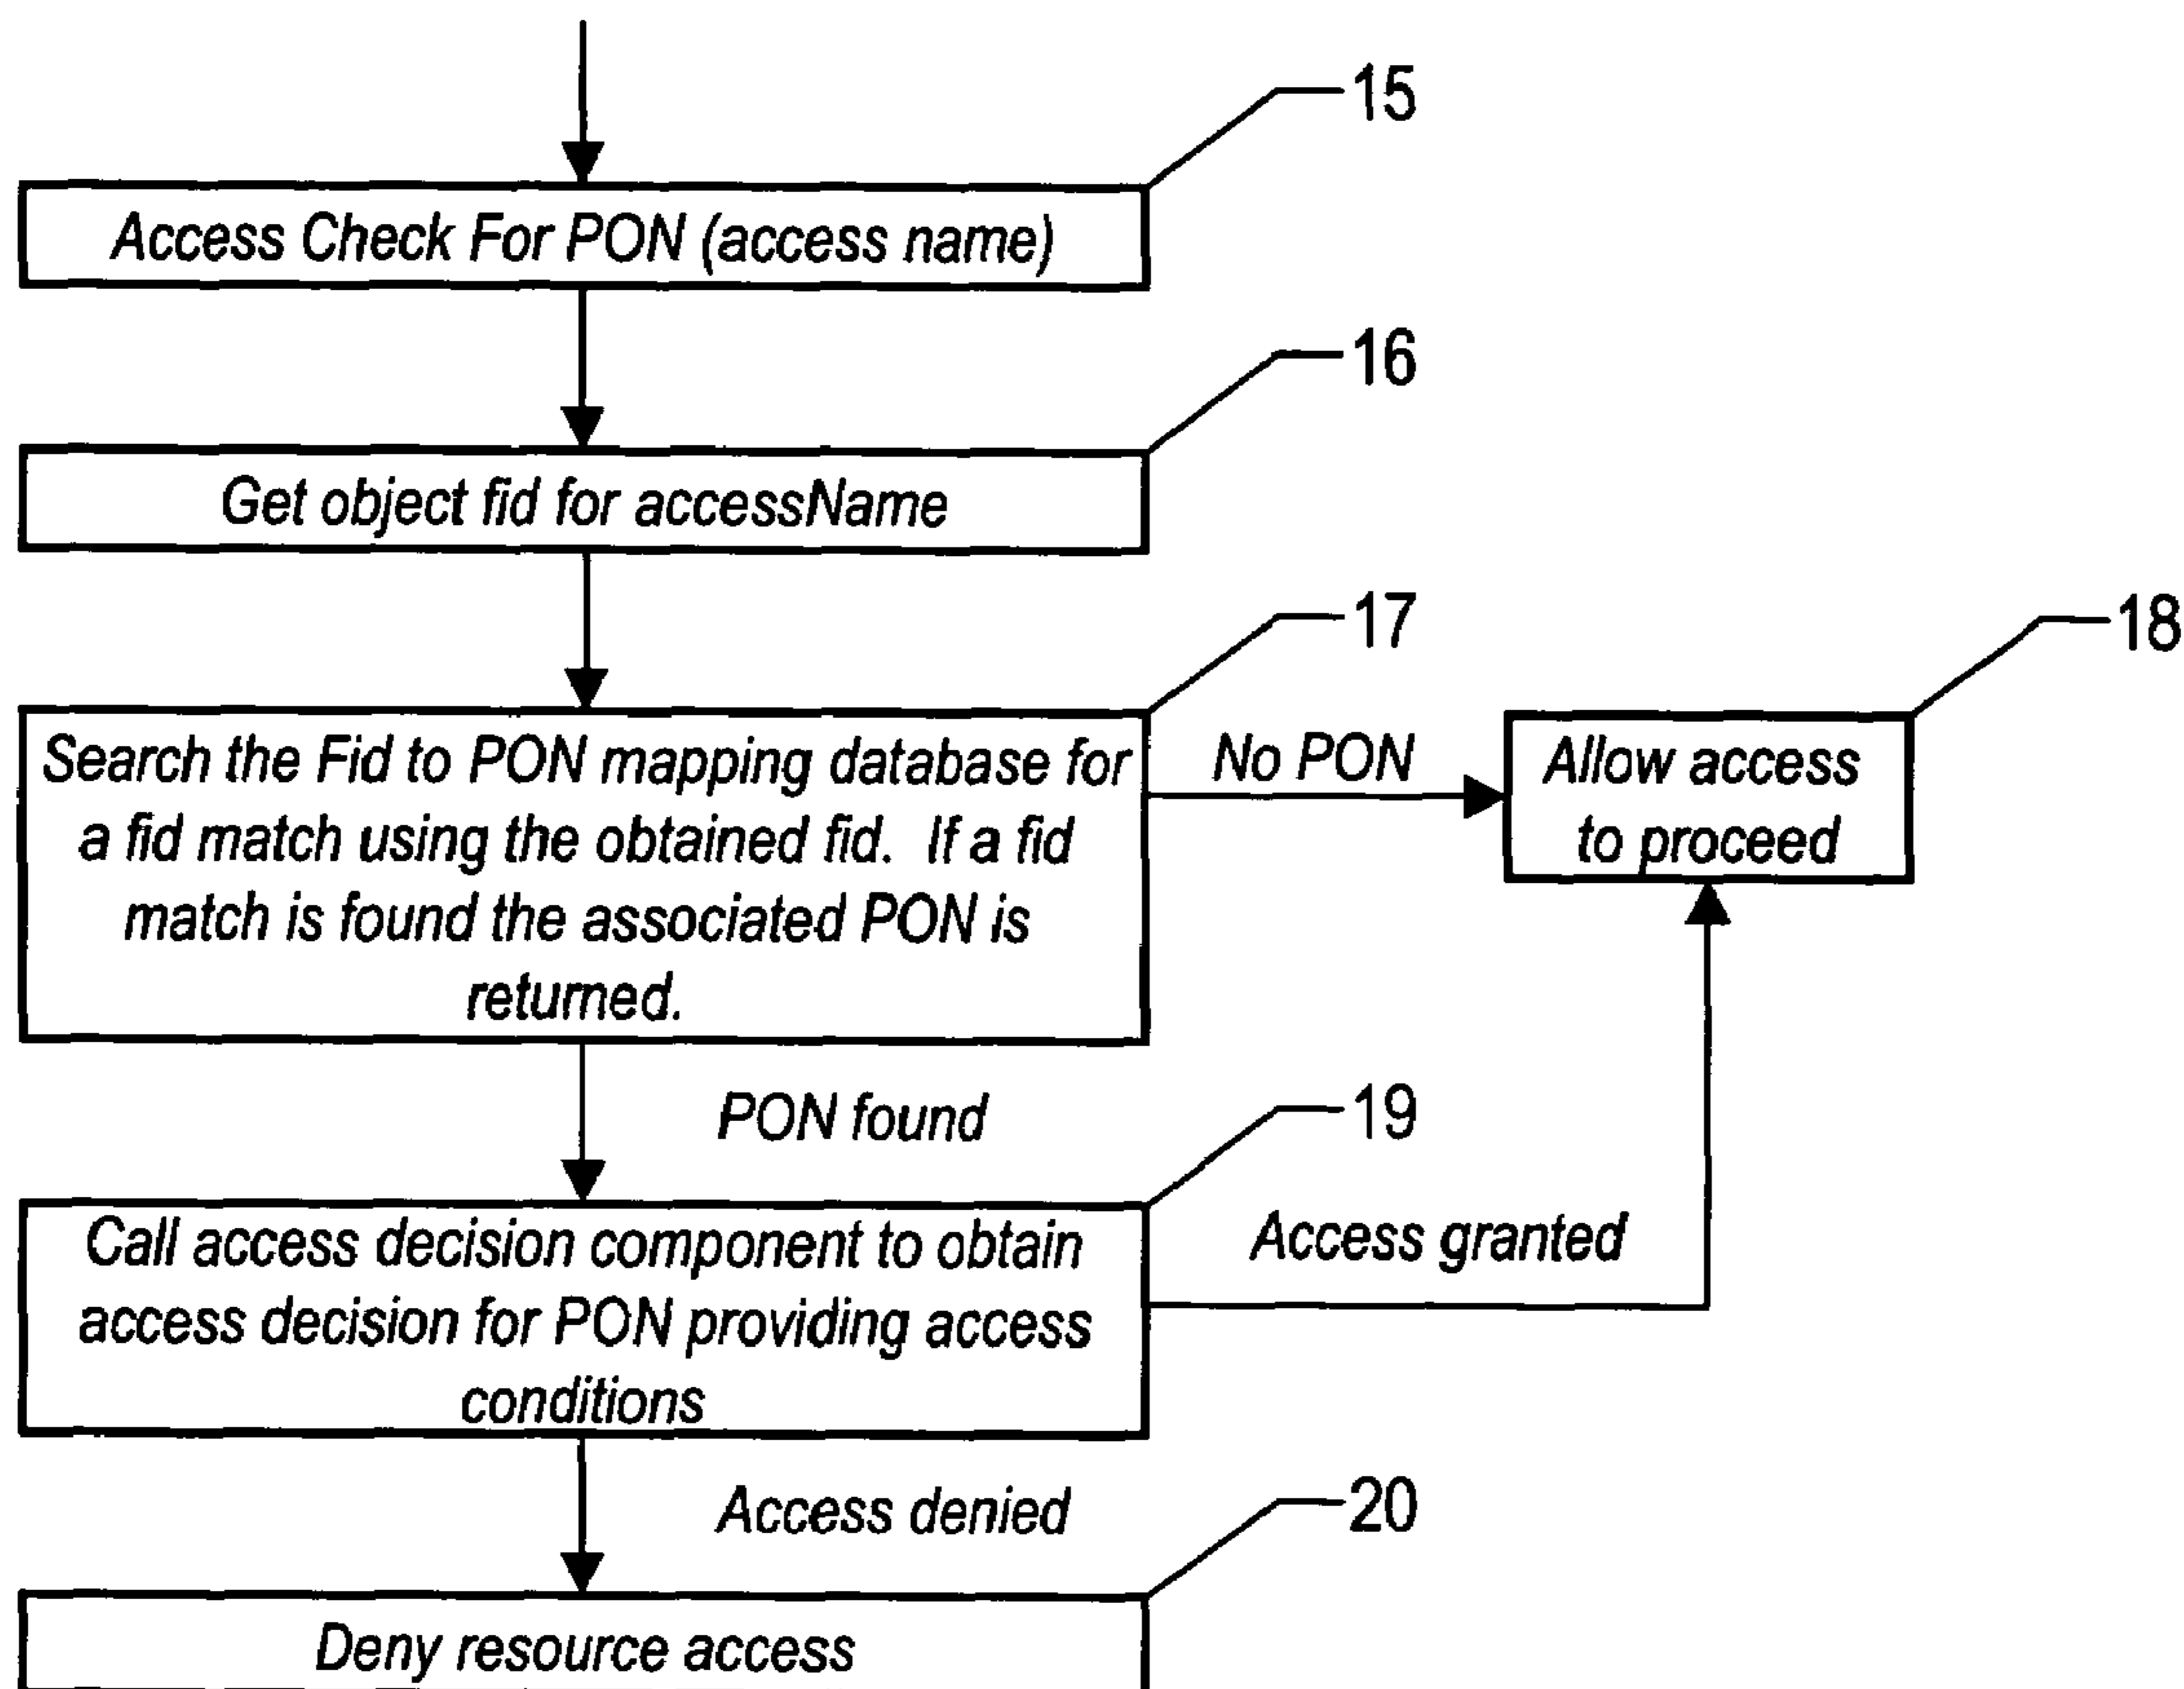 15
Access Check For PON (access name)
16
Get object fid for accessName
17
18
Search the Fid to PON mapping database for
a fid match using the obtained fid. If a fid
match is found the associated PON is
returned.
No PON
Allow access
to proceed
PON found
19
Call access decision component to obtain
access decision for PON providing access
conditions
Access granted
Access denied
20
Deny resource access